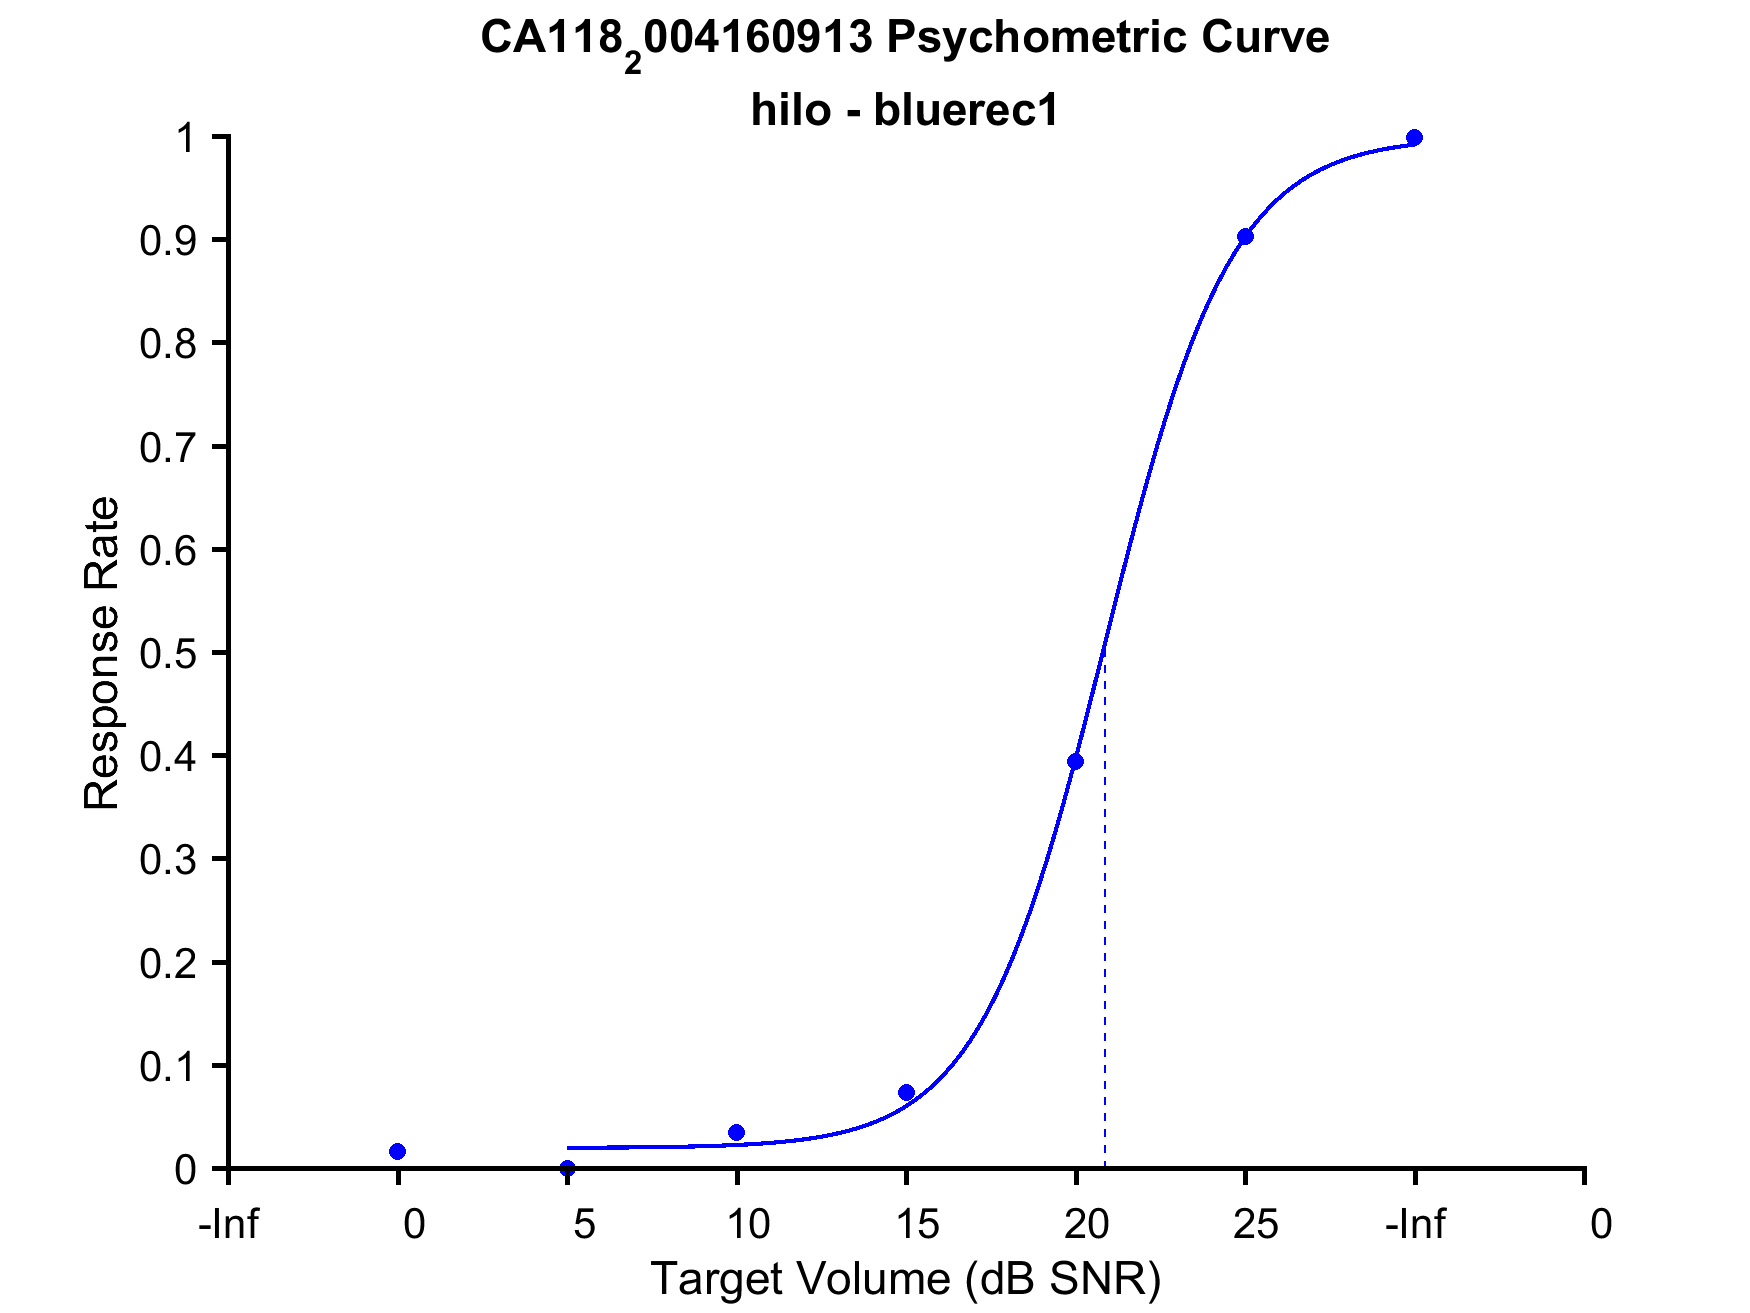 CA118₂004160913 Psychometric Curve
hilo - bluerec1
1
0.9
0.8
0.7
0.6
0.5
0.4
0.3
0.2
0.1
0
Response Rate
-Inf 0 5 10 15 20 25 -Inf 0
Target Volume (dB SNR)